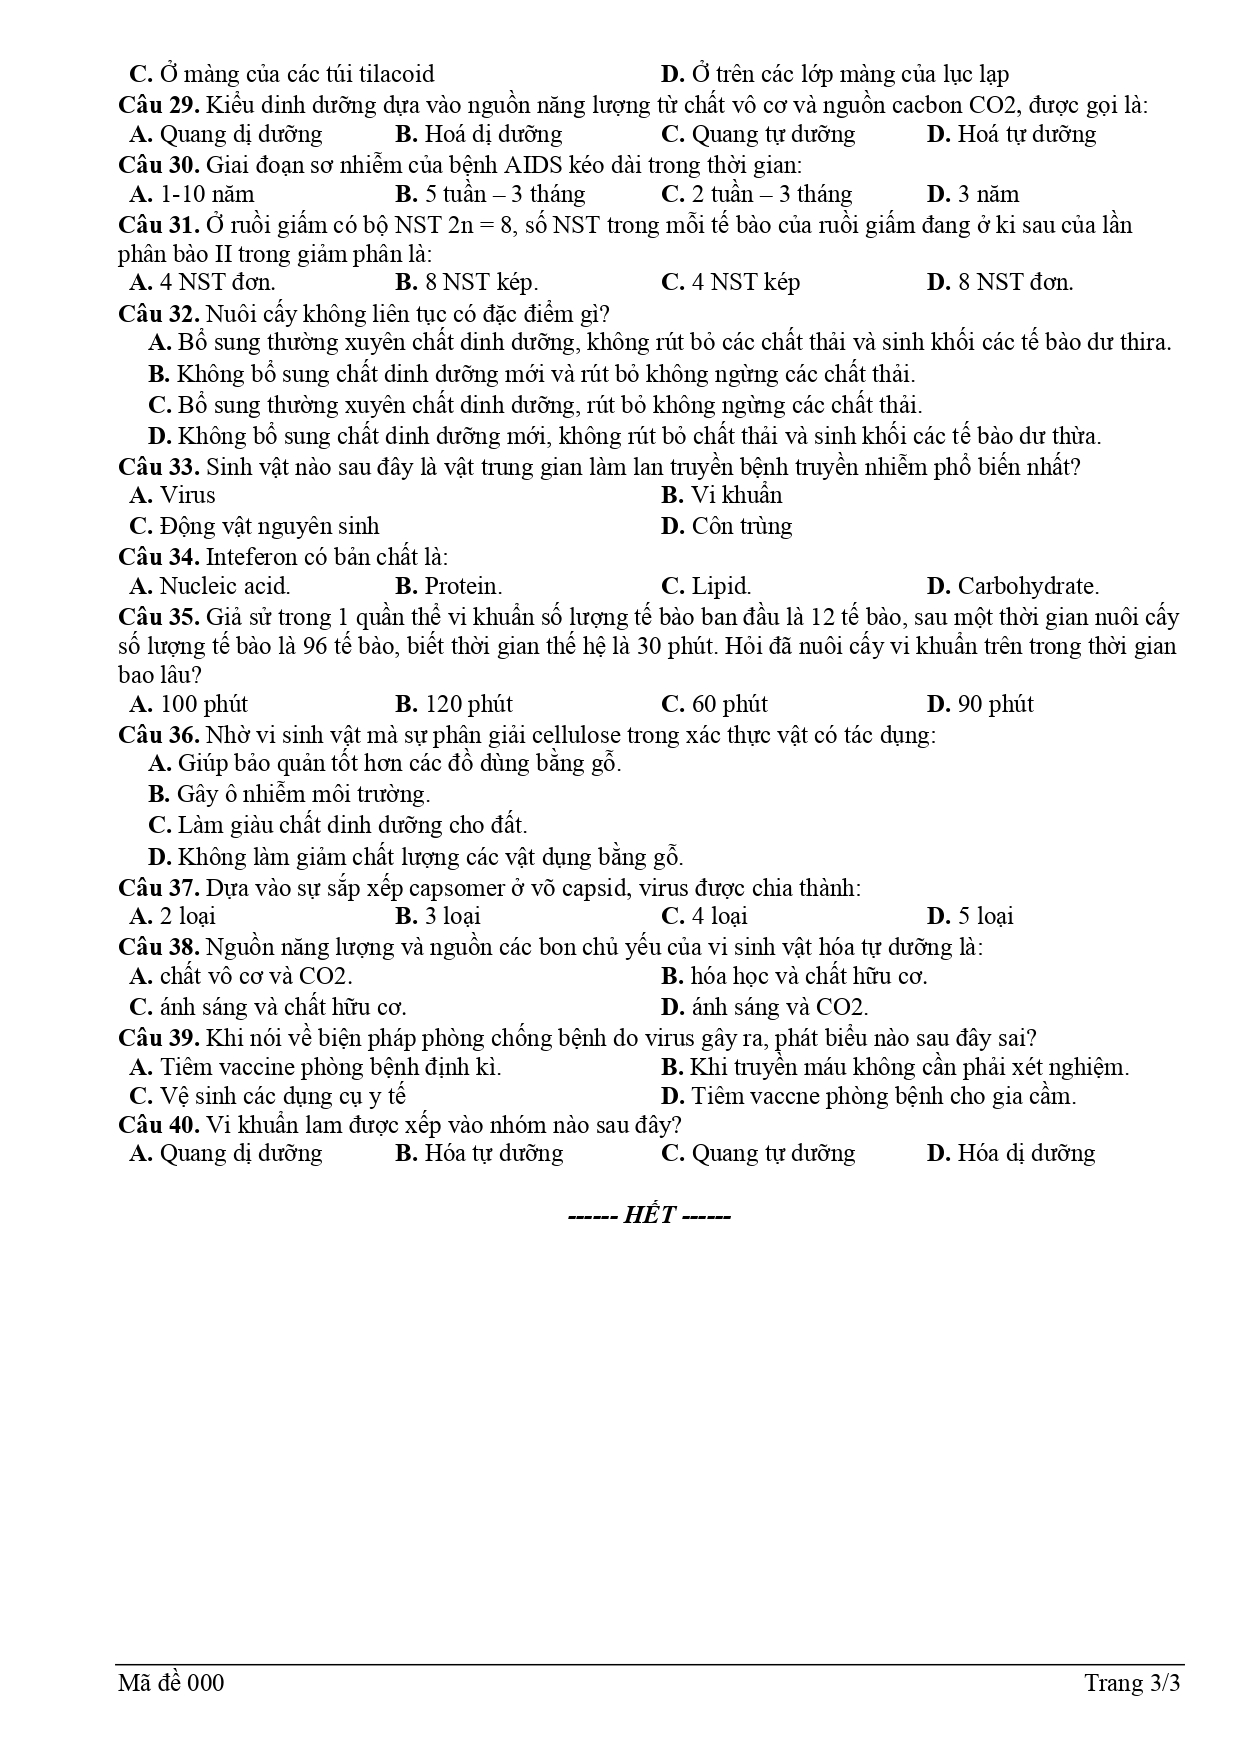 C. Ở màng của các túi tilacoid D. Ở trên các lớp màng của lục lạp
Câu 29. Kiểu dinh dưỡng dựa vào nguồn năng lượng từ chất vô cơ và nguồn cacbon CO2, được gọi là:
A. Quang dị dưỡng B. Hoá dị dưỡng C. Quang tự dưỡng D. Hoá tự dưỡng
Câu 30. Giai đoạn sơ nhiễm của bệnh AIDS kéo dài trong thời gian:
A. 1-10 năm B. 5 tuần – 3 tháng C. 2 tuần – 3 tháng D. 3 năm
Câu 31. Ở ruồi giấm có bộ NST 2n = 8, số NST trong mỗi tế bào của ruồi giấm đang ở kì sau của lần
phân bào II trong giảm phân là:
A. 4 NST đơn. B. 8 NST kép. C. 4 NST kép D. 8 NST đơn.
Câu 32. Nuôi cấy không liên tục có đặc điểm gì?
A. Bổ sung thường xuyên chất dinh dưỡng, không rút bỏ các chất thải và sinh khối các tế bào dư thira.
B. Không bổ sung chất dinh dưỡng mới và rút bỏ không ngừng các chất thải.
C. Bổ sung thường xuyên chất dinh dưỡng, rút bỏ không ngừng các chất thải.
D. Không bổ sung chất dinh dưỡng mới, không rút bỏ chất thải và sinh khối các tế bào dư thừa.
Câu 33. Sinh vật nào sau đây là vật trung gian làm lan truyền bệnh truyền nhiễm phổ biến nhất?
A. Virus B. Vi khuẩn
C. Động vật nguyên sinh D. Côn trùng
Câu 34. Inteferon có bản chất là:
A. Nucleic acid. B. Protein. C. Lipid. D. Carbohydrate.
Câu 35. Giả sử trong 1 quần thể vi khuẩn số lượng tế bào ban đầu là 12 tế bào, sau một thời gian nuôi cấy
số lượng tế bào là 96 tế bào, biết thời gian thế hệ là 30 phút. Hỏi đã nuôi cấy vi khuẩn trên trong thời gian
bao lâu?
A. 100 phút B. 120 phút C. 60 phút D. 90 phút
Câu 36. Nhờ vi sinh vật mà sự phân giải cellulose trong xác thực vật có tác dụng:
A. Giúp bảo quản tốt hơn các đồ dùng bằng gỗ.
B. Gây ô nhiễm môi trường.
C. Làm giàu chất dinh dưỡng cho đất.
D. Không làm giảm chất lượng các vật dụng bằng gỗ.
Câu 37. Dựa vào sự sắp xếp capsomer ở võ capsid, virus được chia thành:
A. 2 loại B. 3 loại C. 4 loại D. 5 loại
Câu 38. Nguồn năng lượng và nguồn các bon chủ yếu của vi sinh vật hóa tự dưỡng là:
A. chất vô cơ và CO2. B. hóa học và chất hữu cơ.
C. ánh sáng và chất hữu cơ. D. ánh sáng và CO2.
Câu 39. Khi nói về biện pháp phòng chống bệnh do virus gây ra, phát biểu nào sau đây sai?
A. Tiêm vaccine phòng bệnh định kì. B. Khi truyền máu không cần phải xét nghiệm.
C. Vệ sinh các dụng cụ y tế D. Tiêm vaccne phòng bệnh cho gia cầm.
Câu 40. Vi khuẩn lam được xếp vào nhóm nào sau đây?
A. Quang dị dưỡng B. Hóa tự dưỡng C. Quang tự dưỡng D. Hóa dị dưỡng
------ HẾT ------
Mã đề 000 Trang 3/3